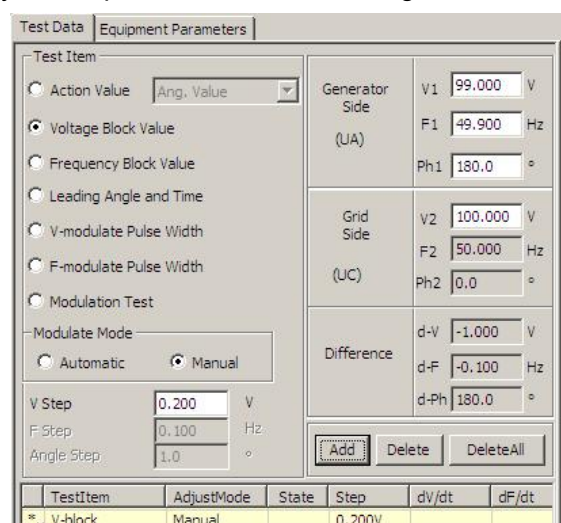 Test Data Equipment Parameters
Test Item
Action Value Ang. Value
Voltage Block Value
Frequency Block Value
Leading Angle and Time
V-modulate Pulse Width
F-modulate Pulse Width
Modulation Test
Modulate Mode
Automatic Manual
V Step 0.200 V
F Step 0.100 Hz
Angle Step 1.0 °
Generator
Side
(UA)
V1 99.000 V
F1 49.900 Hz
Ph1 180.0 °
Grid
Side
(UC)
V2 100.000 V
F2 50.000 Hz
Ph2 0.0 °
Difference
d-V -1.000 V
d-F -0.100 Hz
d-Ph 180.0 °
Add Delete DeleteAll
TestItem AdjustMode State Step dV/dt dF/dt
* V-block Manual 0.200V